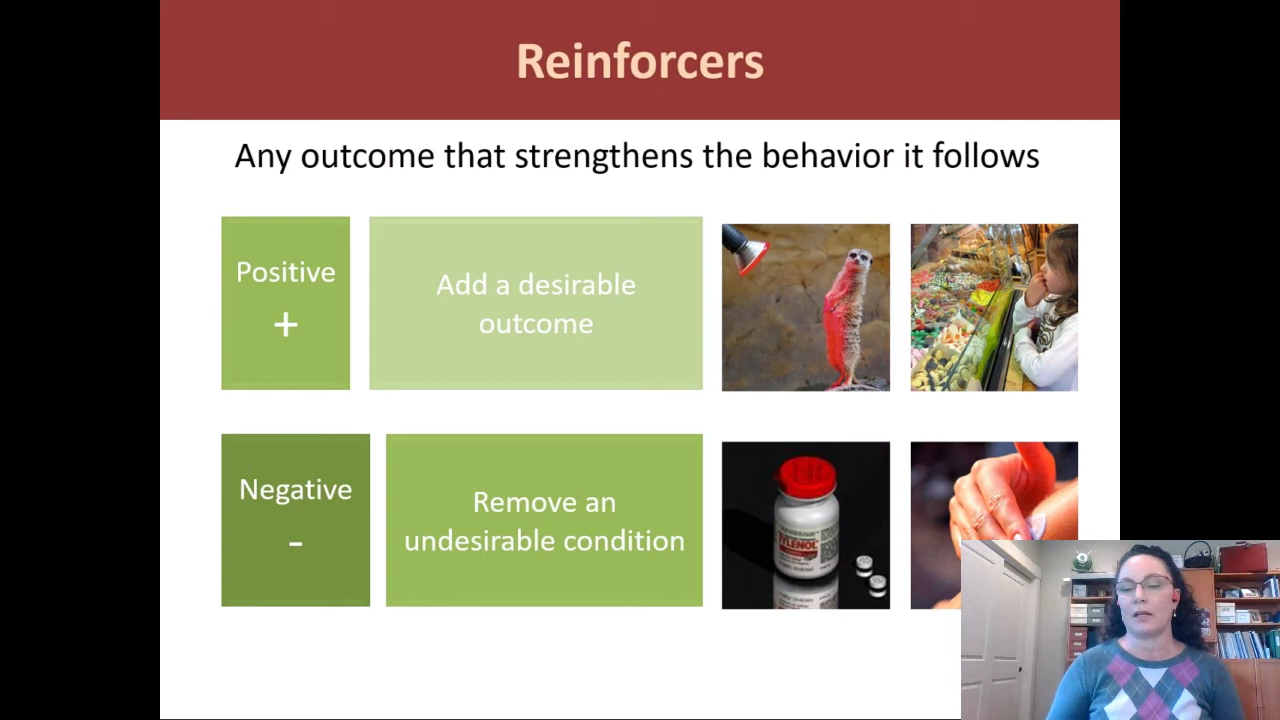 Reinforcers
Any outcome that strengthens the behavior it follows
Positive
+
Add a desirable
outcome
Negative
-
Remove an
undesirable condition
TYLENOL